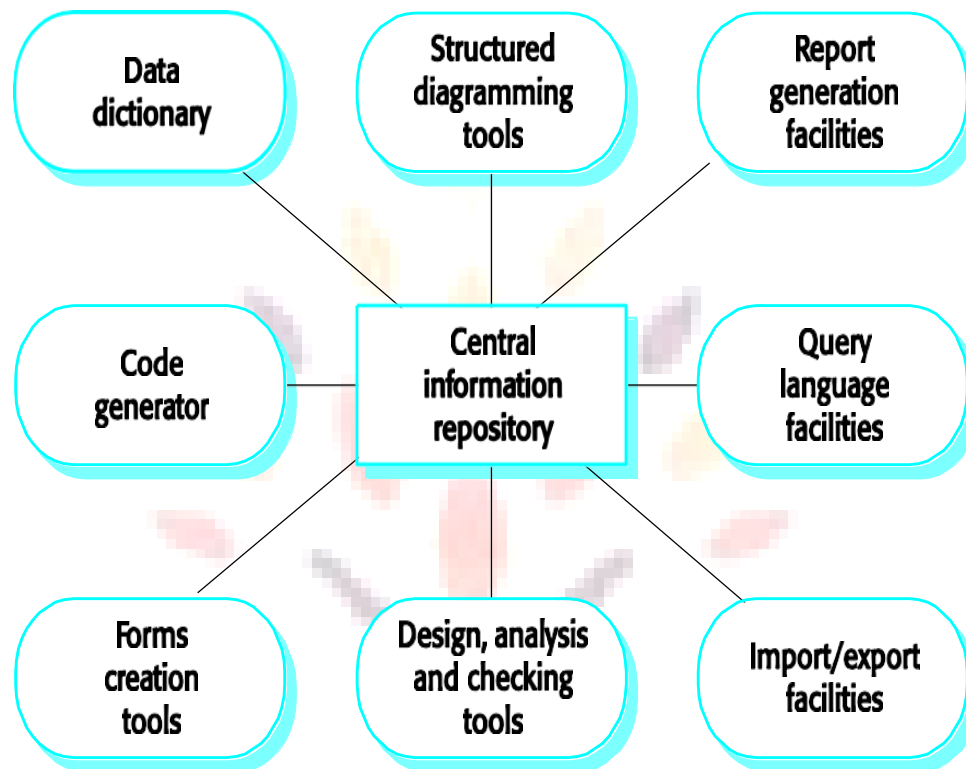 Data
dictionary
Structured
diagramming
tools
Report
generation
facilities
Code
generator
Central
information
repository
Query
language
facilities
Forms
creation
tools
Design, analysis
and checking
tools
Import/export
facilities